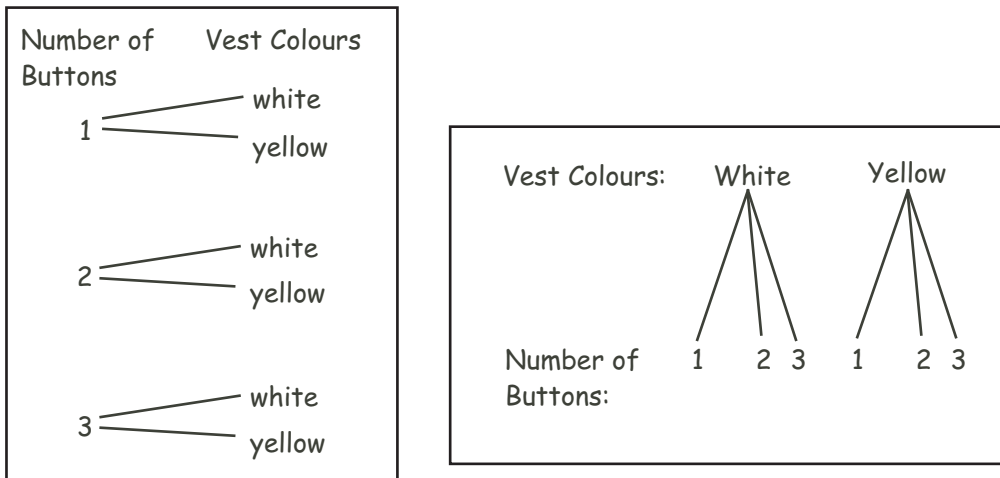 Number of Vest Colours
Buttons
white
1
yellow
white
2
yellow
white
3
yellow
Vest Colours: White Yellow
Number of 1 2 3 1 2 3
Buttons: